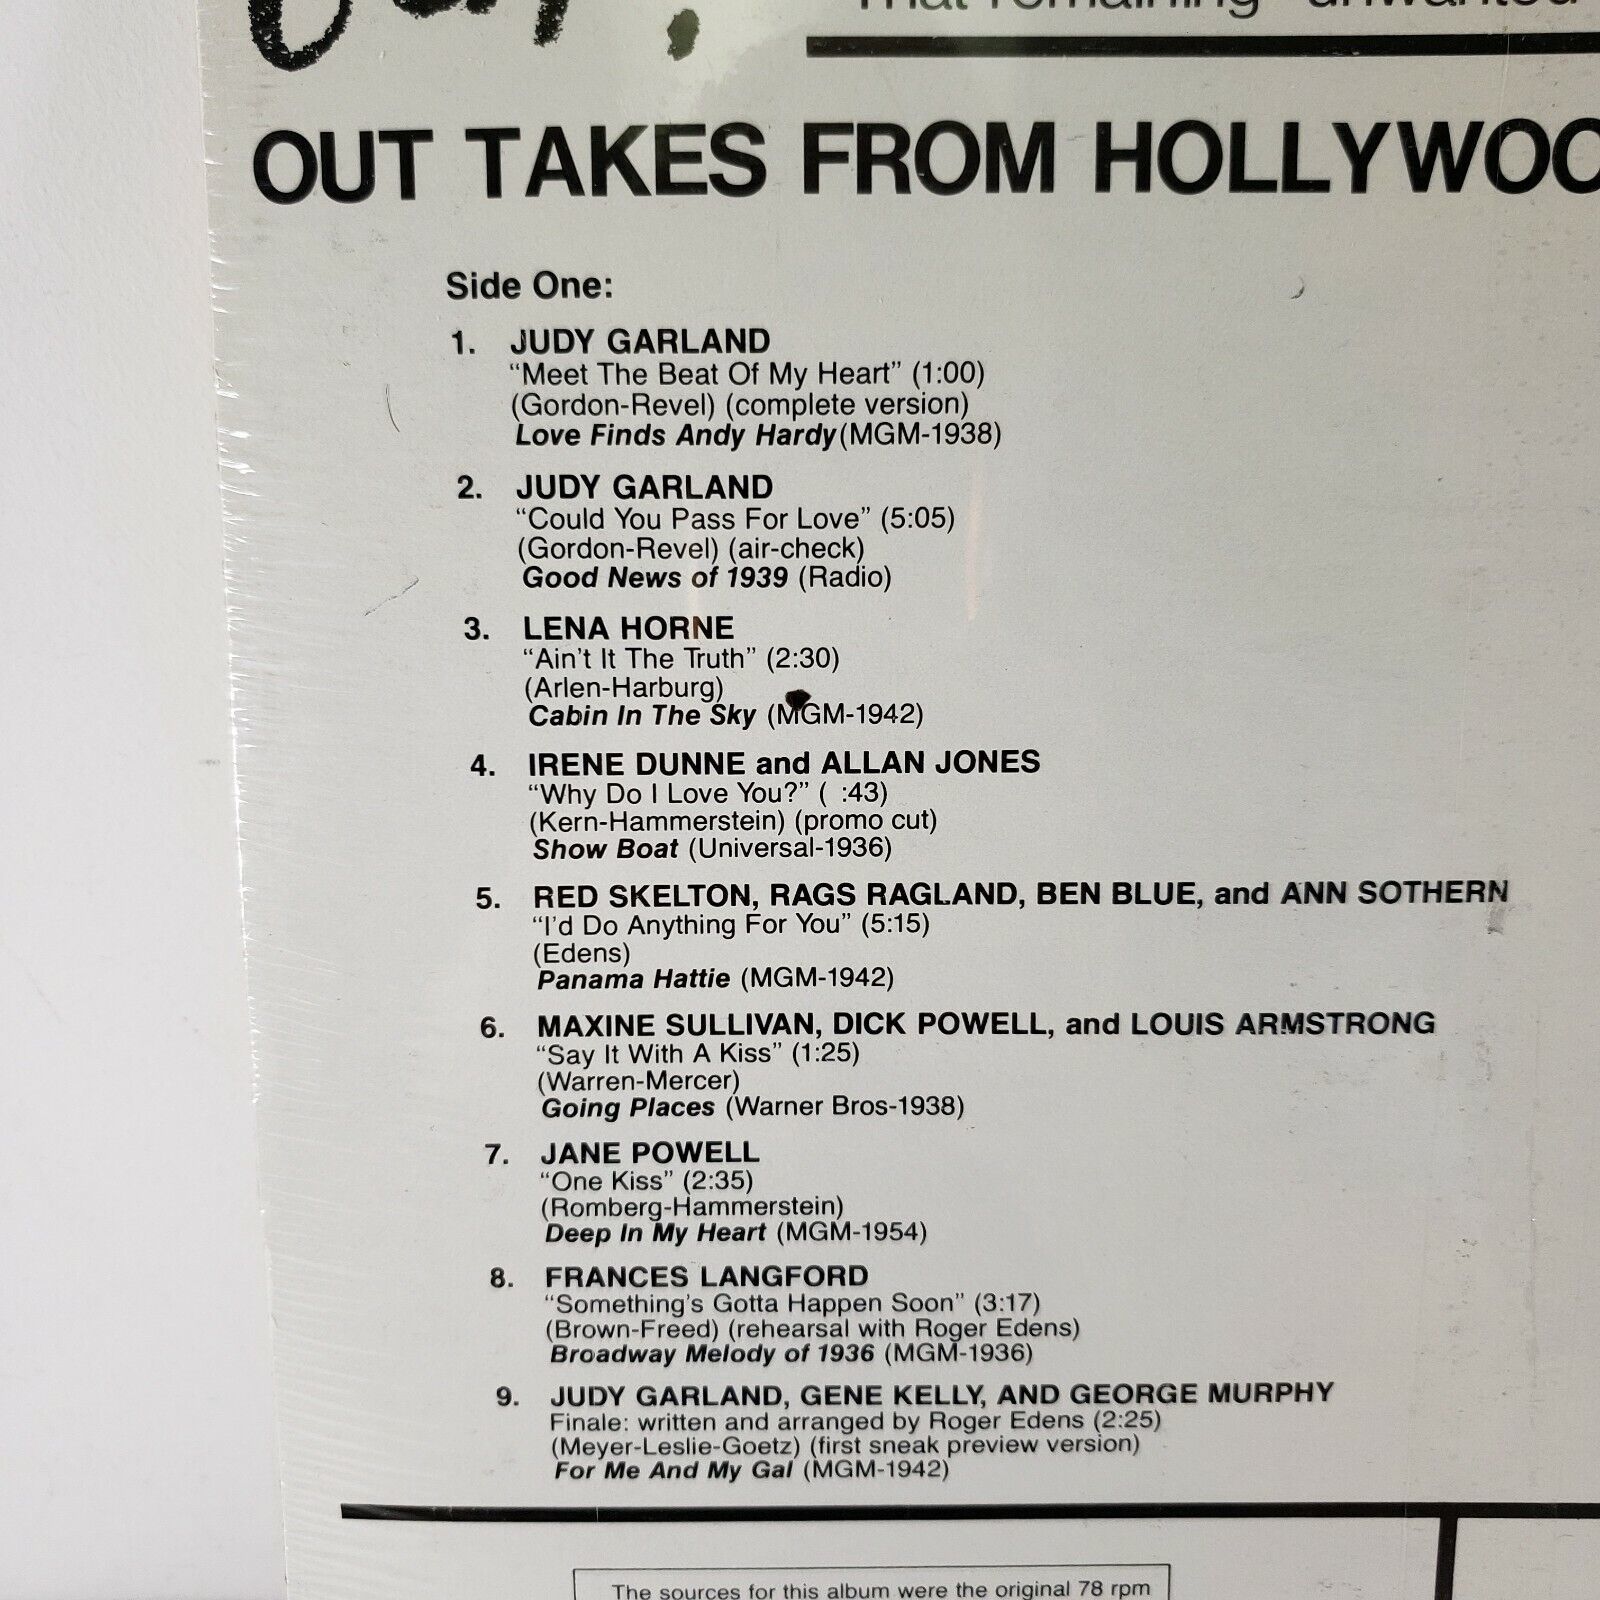 That remaining "unwanted"
OUT TAKES FROM HOLLYWOO
Side One:
1. JUDY GARLAND
"Meet The Beat Of My Heart" (1:00)
(Gordon-Revel) (complete version)
Love Finds Andy Hardy (MGM-1938)
2. JUDY GARLAND
"Could You Pass For Love" (5:05)
(Gordon-Revel) (air-check)
Good News of 1939 (Radio)
3. LENA HORNE
"Ain't It The Truth" (2:30)
(Arlen-Harburg)
Cabin In The Sky (MGM-1942)
4. IRENE DUNNE and ALLAN JONES
"Why Do I Love You?" ( :43)
(Kern-Hammerstein) (promo cut)
Show Boat (Universal-1936)
5. RED SKELTON, RAGS RAGLAND, BEN BLUE, and ANN SOTHERN
"I'd Do Anything For You" (5:15)
(Edens)
Panama Hattie (MGM-1942)
6. MAXINE SULLIVAN, DICK POWELL, and LOUIS ARMSTRONG
"Say It With A Kiss" (1:25)
(Warren-Mercer)
Going Places (Warner Bros-1938)
7. JANE POWELL
"One Kiss" (2:35)
(Romberg-Hammerstein)
Deep In My Heart (MGM-1954)
8. FRANCES LANGFORD
"Something's Gotta Happen Soon" (3:17)
(Brown-Freed) (rehearsal with Roger Edens)
Broadway Melody of 1936 (MGM-1936)
9. JUDY GARLAND, GENE KELLY, AND GEORGE MURPHY
Finale: written and arranged by Roger Edens (2:25)
(Meyer-Leslie-Goetz) (first sneak preview version)
For Me And My Gal (MGM-1942)
The sources for this album were the original 78 rpm